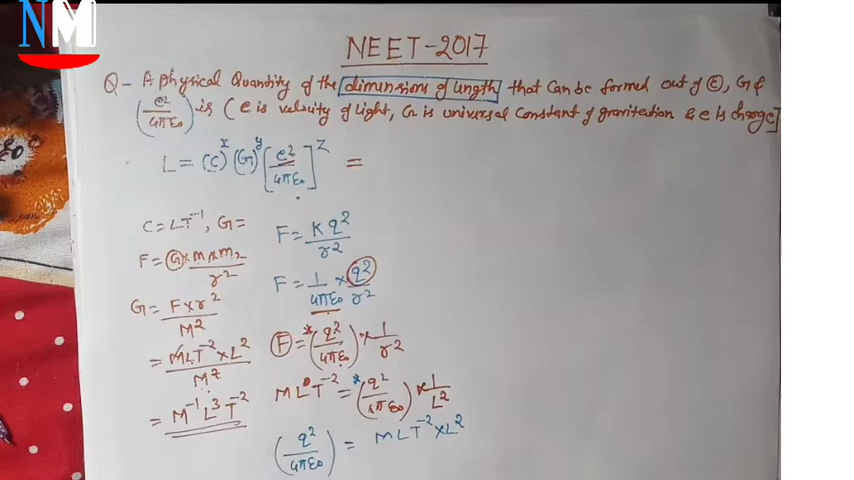 NM
NEET-2017
Q- A physical Quantity of the dimensions of length that can be formed out of c, G &
(e²/4πε₀) is (c is velocity of light, G is universal Constant of gravitation & e is charge]
L = (c)^x (G)^y [e²/4πε₀]^z =
C = LT⁻¹, G =
F = G×m₁×m₂/r²
G = F×r²/M²
= MLT⁻²×L²/M²
= M⁻¹L³T⁻²
F = Kq²/r²
F = 1/4πε₀ × q²/r²
F = (q²/4πε₀) × 1/r²
MLT⁻² = (q²/4πε₀) × 1/L²
(q²/4πε₀) = MLT⁻²×L²